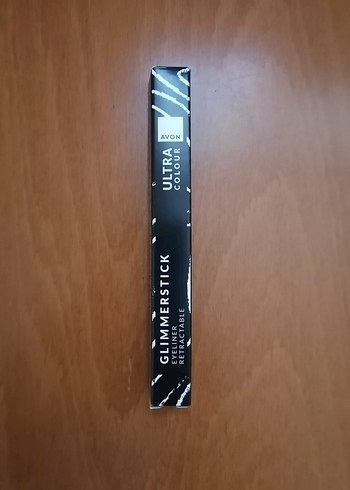 GLIMMERSTICK
EYELINER
RETRACTABLE
ULTRA
COLOUR
AVON